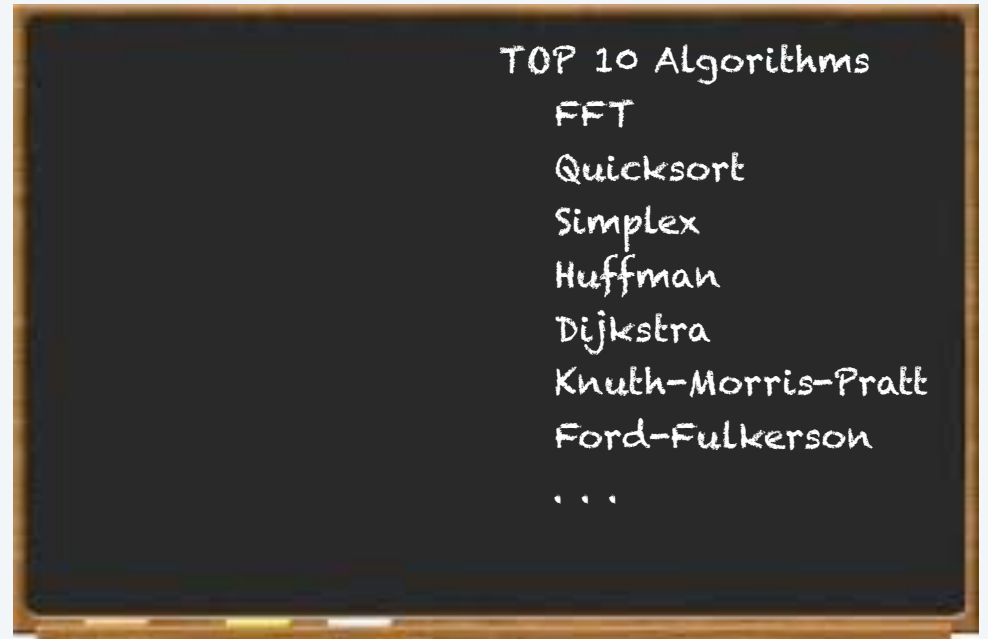 TOP 10 Algorithms
FFT
Quicksort
Simplex
Huffman
Dijkstra
Knuth-Morris-Pratt
Ford-Fulkerson
. . .